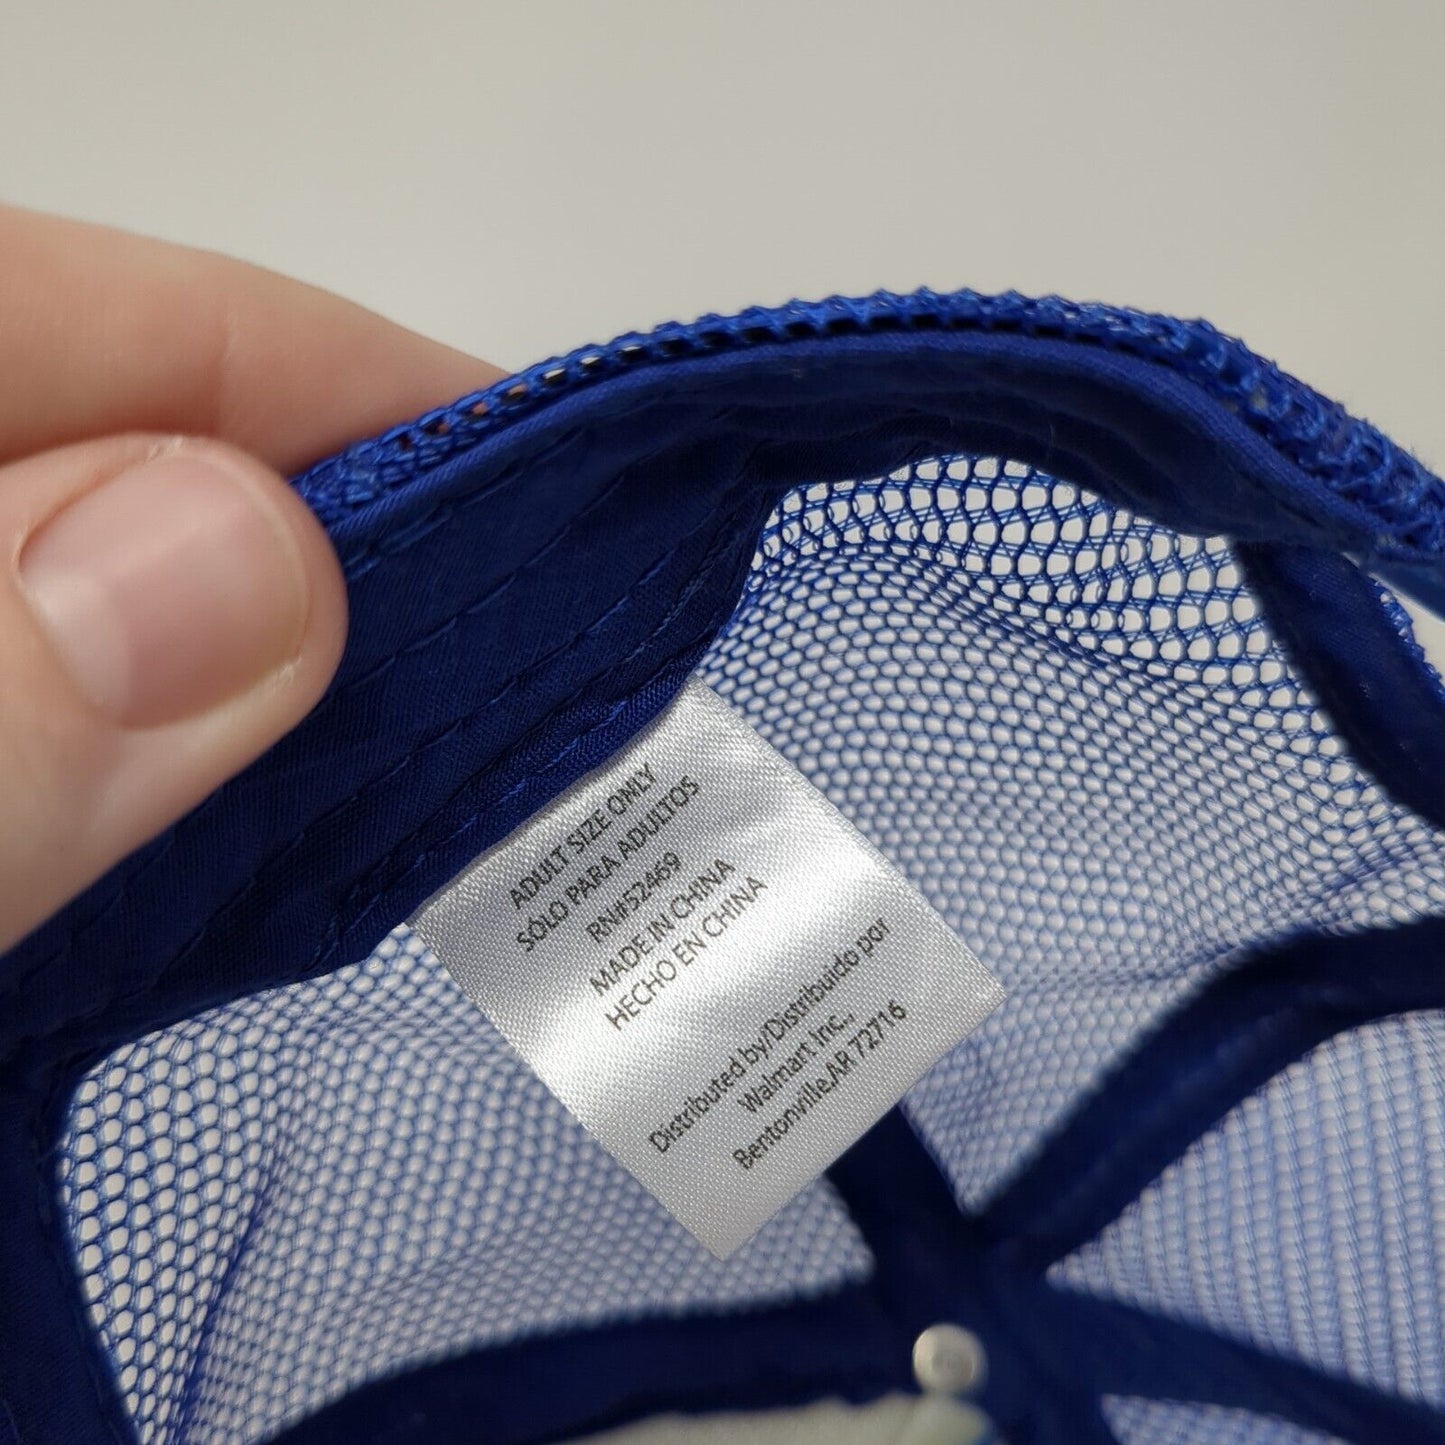 ADULT SIZE ONLY
SÓLO PARA ADULTOS
RN#52469
MADE IN CHINA
HECHO EN CHINA
Distributed by/Distribuido por
Walmart Inc.,
Bentonville,AR 72716